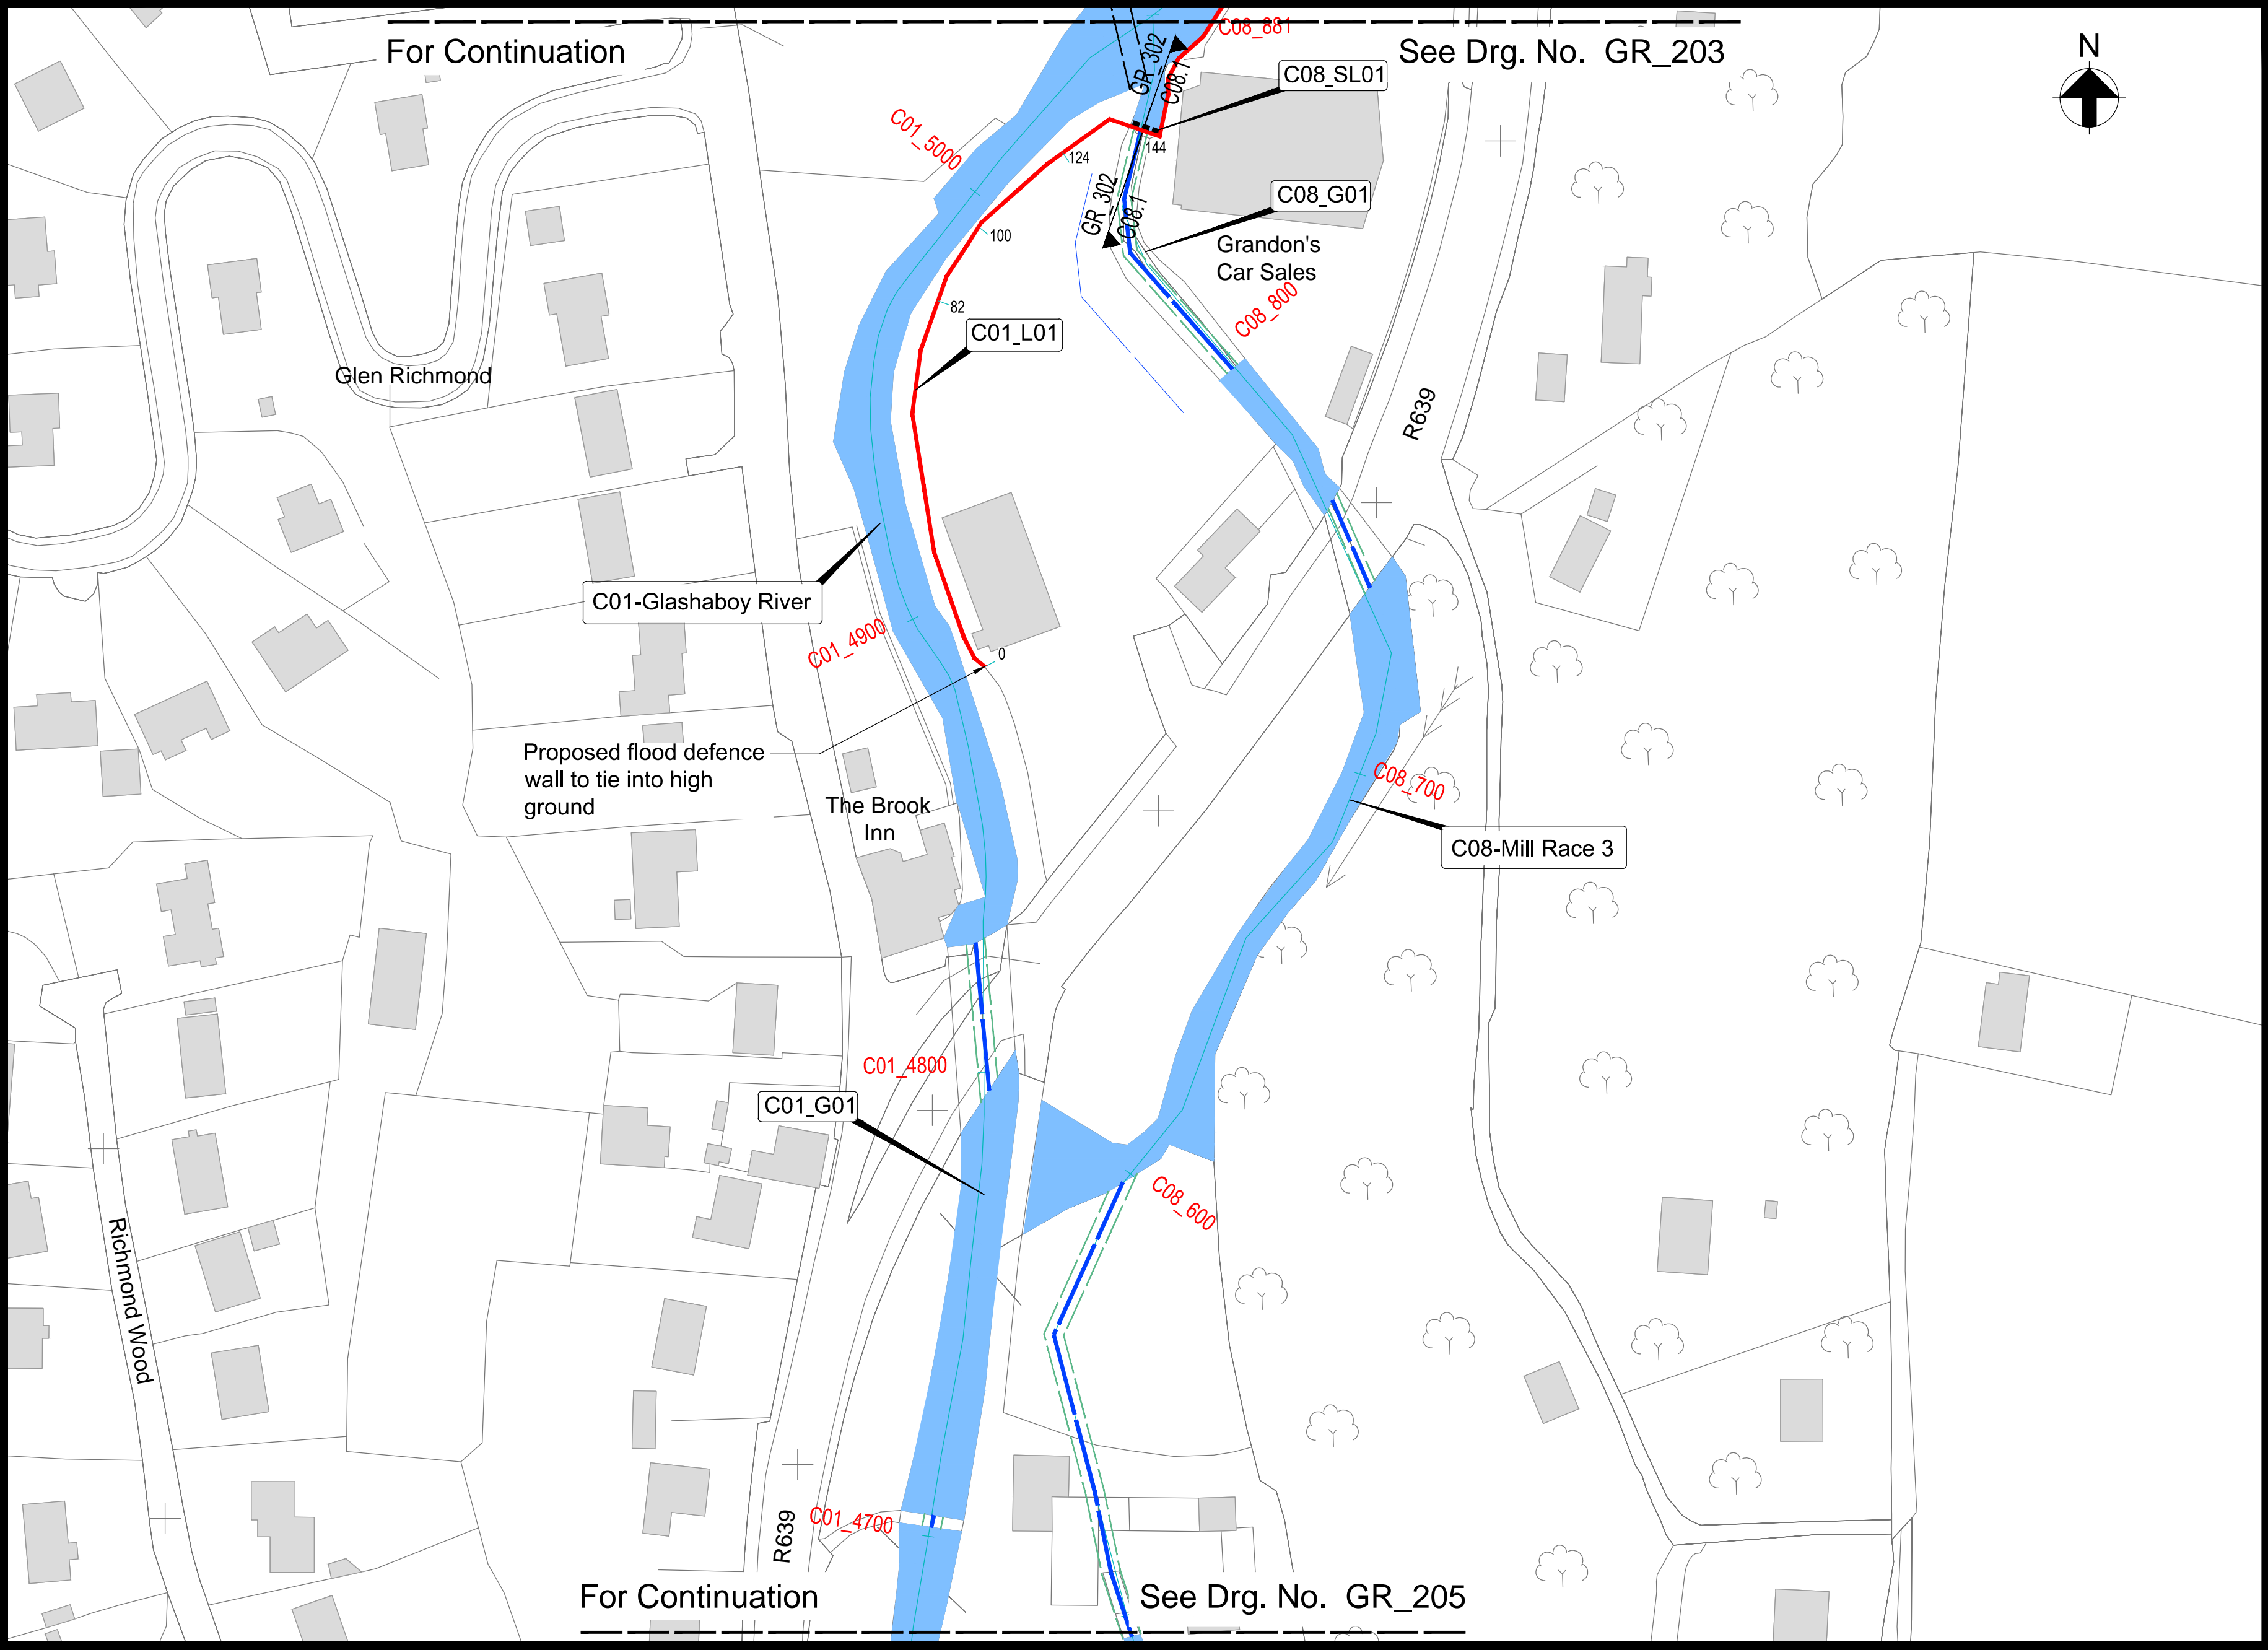 For Continuation
See Drg. No. GR_203
N
C08_881
GR_302
C08.1
C08_SL01
C01_5000
124
144
GR_302
C08.1
C08_G01
100
Grandon's
Car Sales
82
C08_800
C01_L01
Glen Richmond
R639
C01-Glashaboy River
C01_4900
0
Proposed flood defence
wall to tie into high
ground
The Brook
Inn
C08_700
C08-Mill Race 3
C01_4800
C01_G01
C08_600
Richmond Wood
C01_4700
R639
For Continuation
See Drg. No. GR_205